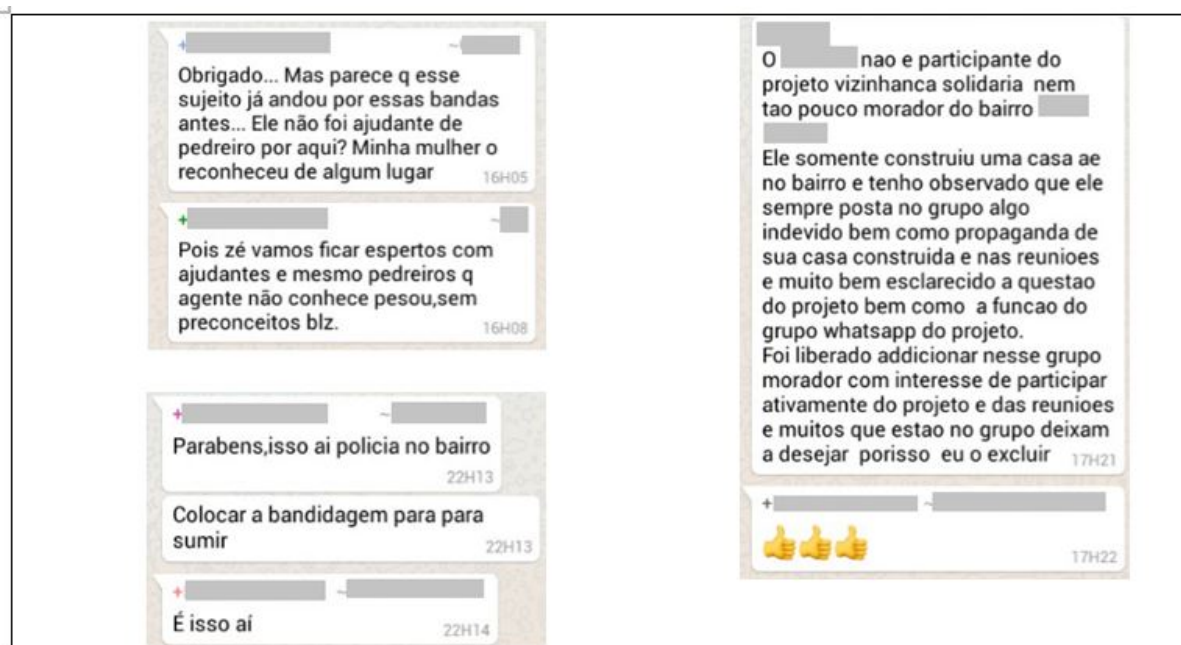 + ~
Obrigado... Mas parece q esse
sujeito já andou por essas bandas
antes... Ele não foi ajudante de
pedreiro por aqui? Minha mulher o
reconheceu de algum lugar 16H05
+ ~
Pois zé vamos ficar espertos com
ajudantes e mesmo pedreiros q
agente não conhece pesou,sem
preconceitos blz. 16H08
+ ~
Parabens,isso ai policia no bairro
22H13
Colocar a bandidagem para para
sumir 22H13
+ ~
É isso aí 22H14
O nao e participante do
projeto vizinhanca solidaria nem
tao pouco morador do bairro
Ele somente construiu uma casa ae
no bairro e tenho observado que ele
sempre posta no grupo algo
indevido bem como propaganda de
sua casa construida e nas reunioes
e muito bem esclarecido a questao
do projeto bem como a funcao do
grupo whatsapp do projeto.
Foi liberado addicionar nesse grupo
morador com interesse de participar
ativamente do projeto e das reunioes
e muitos que estao no grupo deixam
a desejar porisso eu o excluir 17H21
+ ~
👍👍👍 17H22